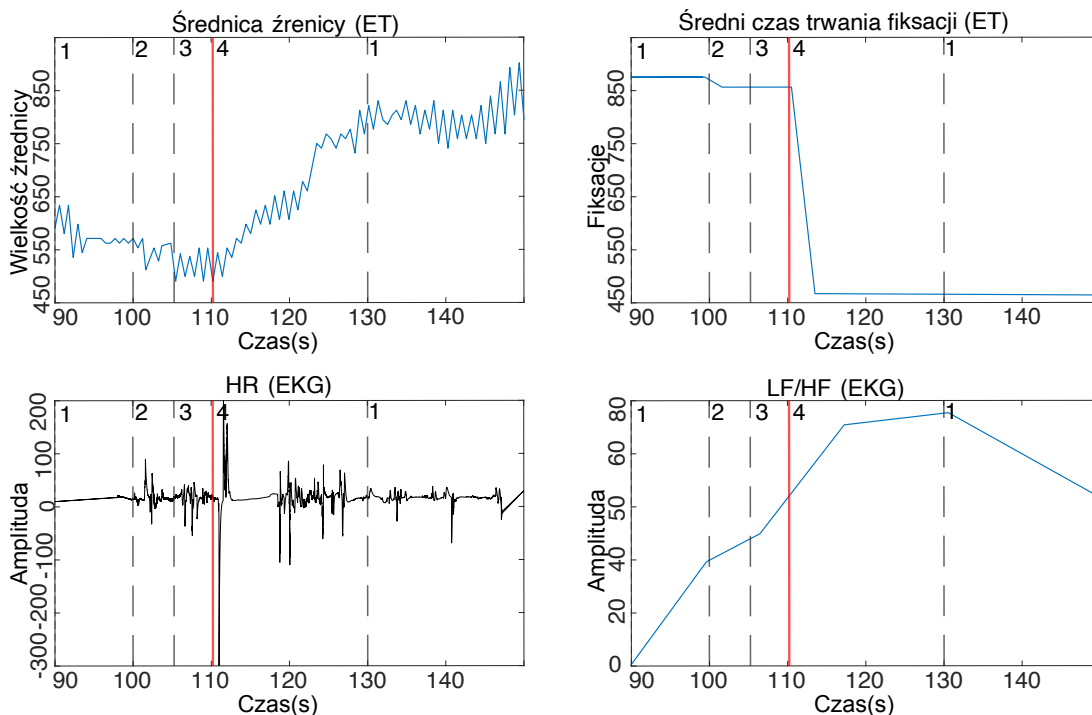 Średnica źrenicy (ET)
1 2 3 4 1
Wielkość źrednicy
850
750
650
550
450
90 100 110 120 130 140
Czas(s)
Średni czas trwania fiksacji (ET)
1 2 3 4 1
Fiksacje
850
750
650
550
450
90 100 110 120 130 140
Czas(s)
HR (EKG)
1 2 3 4 1
Amplituda
200
100
0
-100
-200
-300
90 100 110 120 130 140
Czas(s)
LF/HF (EKG)
1 2 3 4 1
Amplituda
80
60
40
20
0
90 100 110 120 130 140
Czas(s)